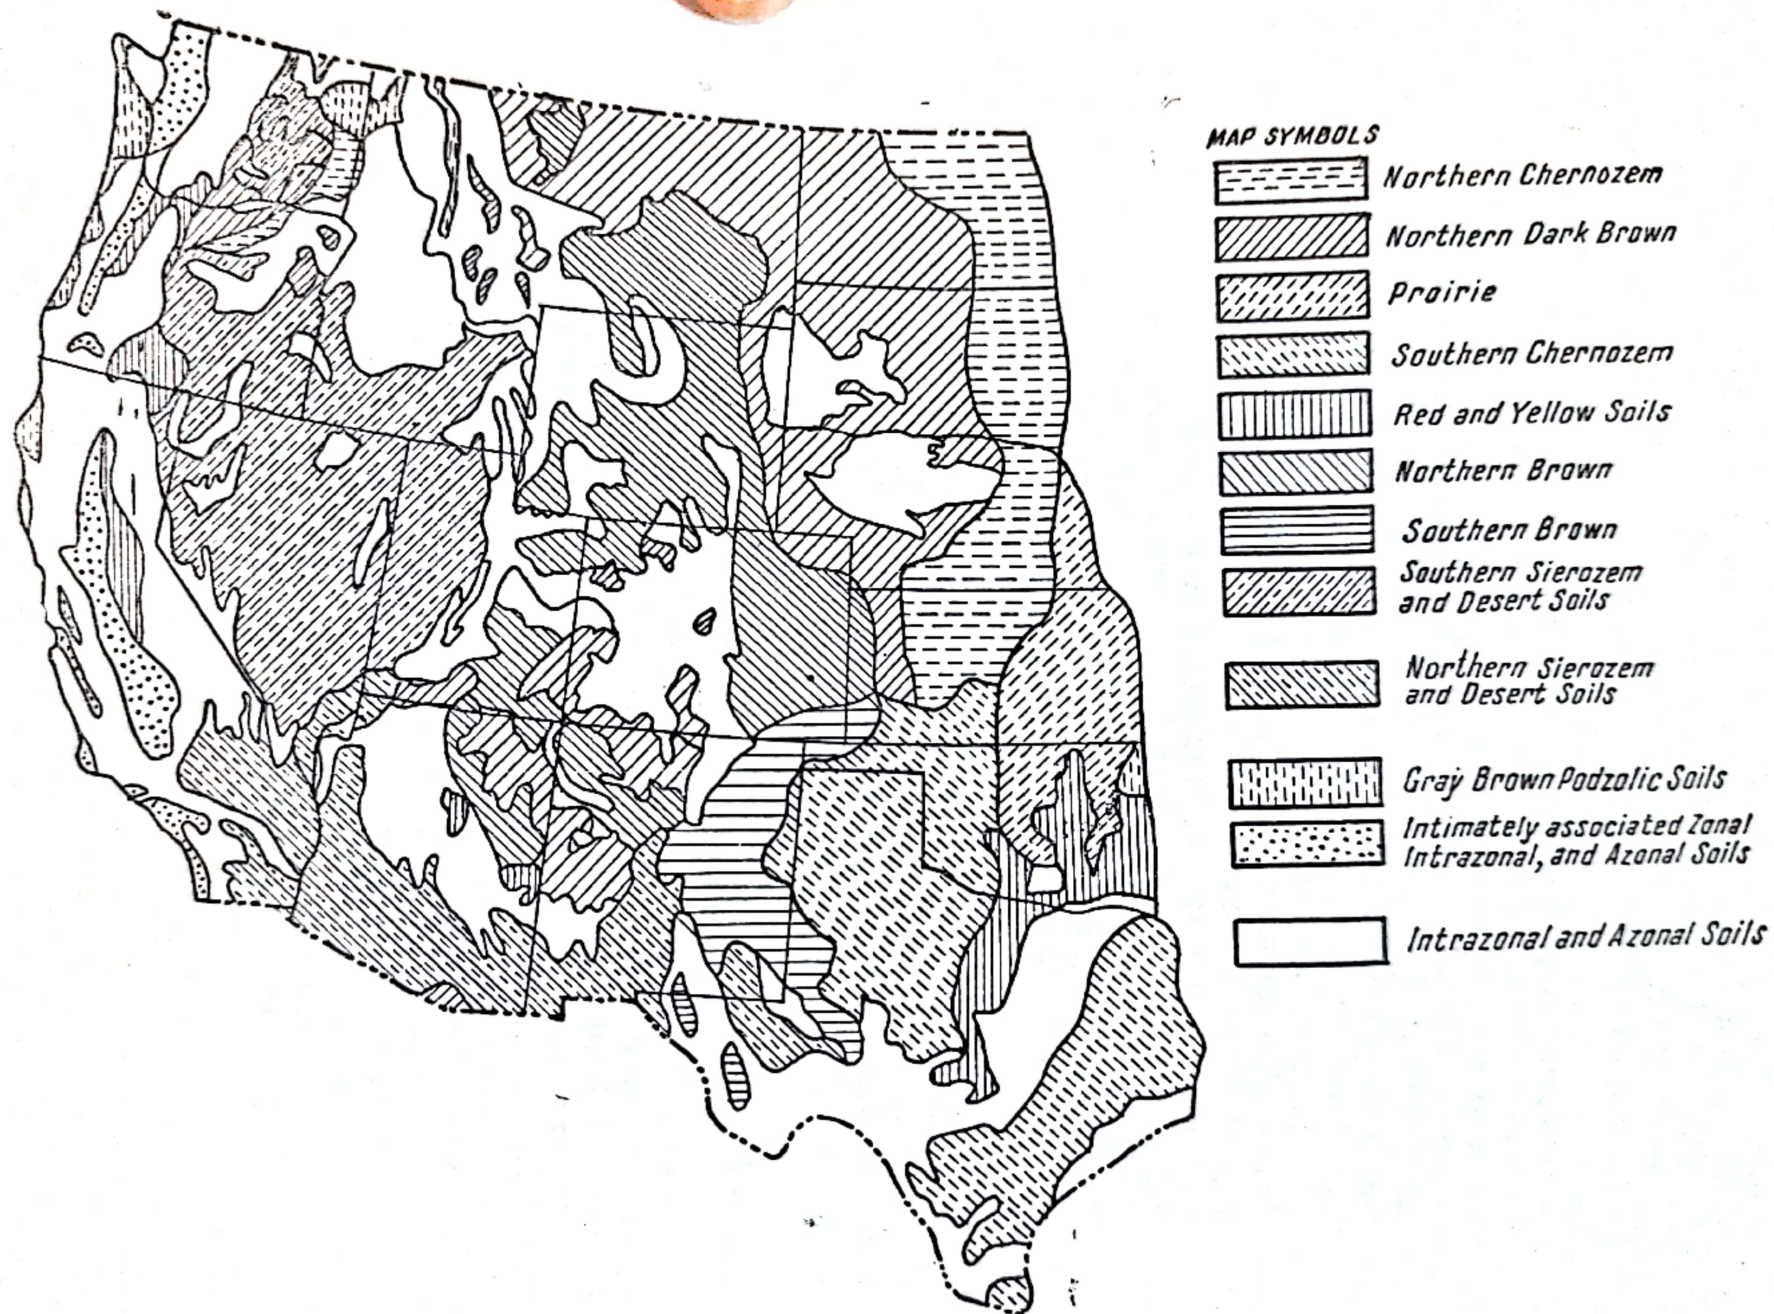 MAP SYMBOLS
Northern Chernozem
Northern Dark Brown
Prairie
Southern Chernozem
Red and Yellow Soils
Northern Brown
Southern Brown
Southern Sierozem
and Desert Soils
Northern Sierozem
and Desert Soils
Gray Brown Podzolic Soils
Intimately associated Zonal
Intrazonal, and Azonal Soils
Intrazonal and Azonal Soils